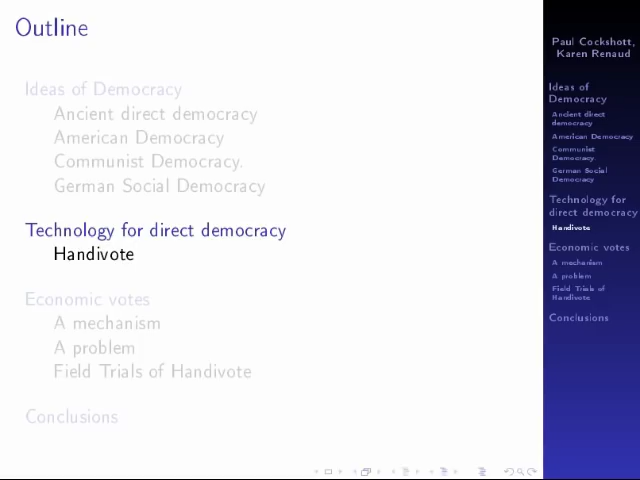 Outline
Ideas of Democracy
Ancient direct democracy
American Democracy
Communist Democracy.
German Social Democracy
Technology for direct democracy
Handivote
Economic votes
A mechanism
A problem
Field Trials of Handivote
Conclusions
Paul Cockshott,
Karen Renaud
Ideas of
Democracy
Ancient direct
democracy
American Democracy
Communist
Democracy.
German Social
Democracy
Technology for
direct democracy
Handivote
Economic votes
A mechanism
A problem
Field Trials of
Handivote
Conclusions